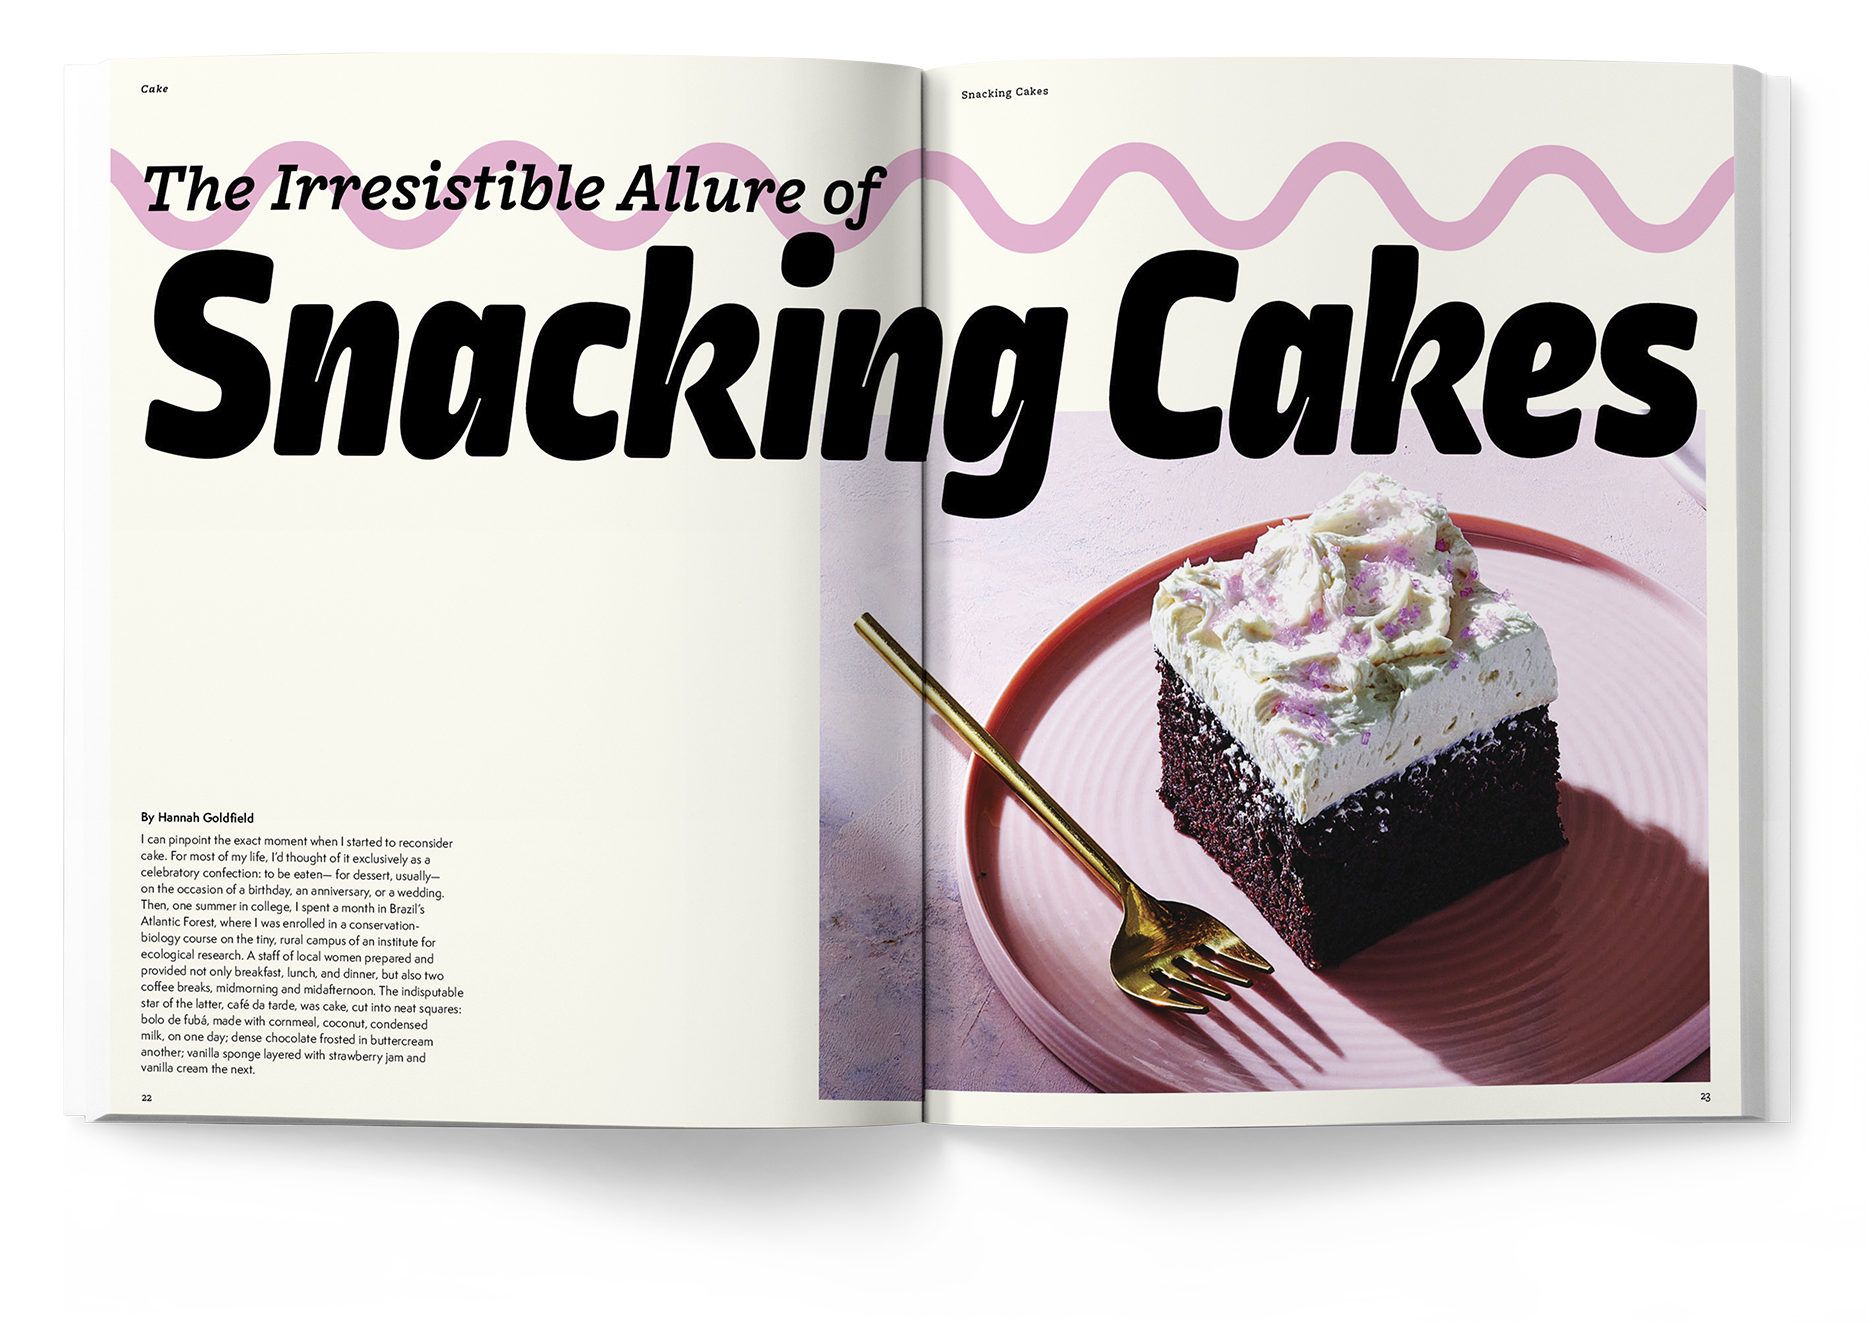 Cake
Snacking Cakes
The Irresistible Allure of
Snacking Cakes
By Hannah Goldfield
I can pinpoint the exact moment when I started to reconsider
cake. For most of my life, I'd thought of it exclusively as a
celebratory confection: to be eaten— for dessert, usually—
on the occasion of a birthday, an anniversary, or a wedding.
Then, one summer in college, I spent a month in Brazil's
Atlantic Forest, where I was enrolled in a conservation-
biology course on the tiny, rural campus of an institute for
ecological research. A staff of local women prepared and
provided not only breakfast, lunch, and dinner, but also two
coffee breaks, midmorning and midafternoon. The indisputable
star of the latter, café da tarde, was cake, cut into neat squares:
bolo de fubá, made with cornmeal, coconut, condensed
milk, on one day; dense chocolate frosted in buttercream
another; vanilla sponge layered with strawberry jam and
vanilla cream the next.
22
23